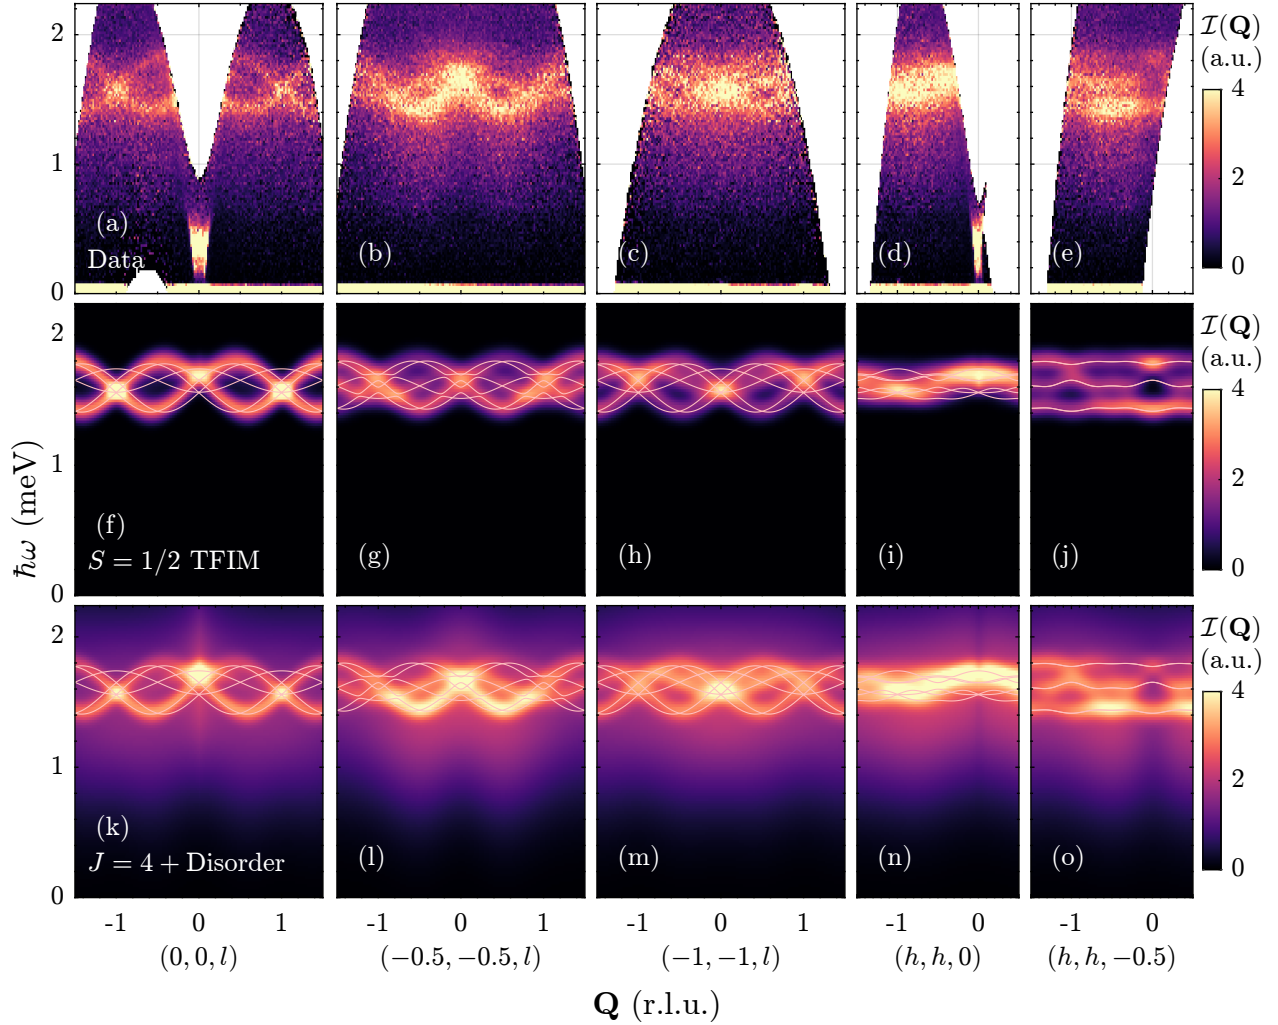 2
1
0
(a)
Data
(b)
(c)
(d)
(e)
𝓘(𝐐)
(a.u.)
4
2
0
2
1
0
(f)
S = 1/2 TFIM
(g)
(h)
(i)
(j)
𝓘(𝐐)
(a.u.)
4
2
0
ħω (meV)
2
1
0
(k)
J = 4 + Disorder
(l)
(m)
(n)
(o)
𝓘(𝐐)
(a.u.)
4
2
0
-1 0 1
(0, 0, l)
-1 0 1
(−0.5, −0.5, l)
-1 0 1
(−1, −1, l)
-1 0
(h, h, 0)
-1 0
(h, h, −0.5)
𝐐 (r.l.u.)